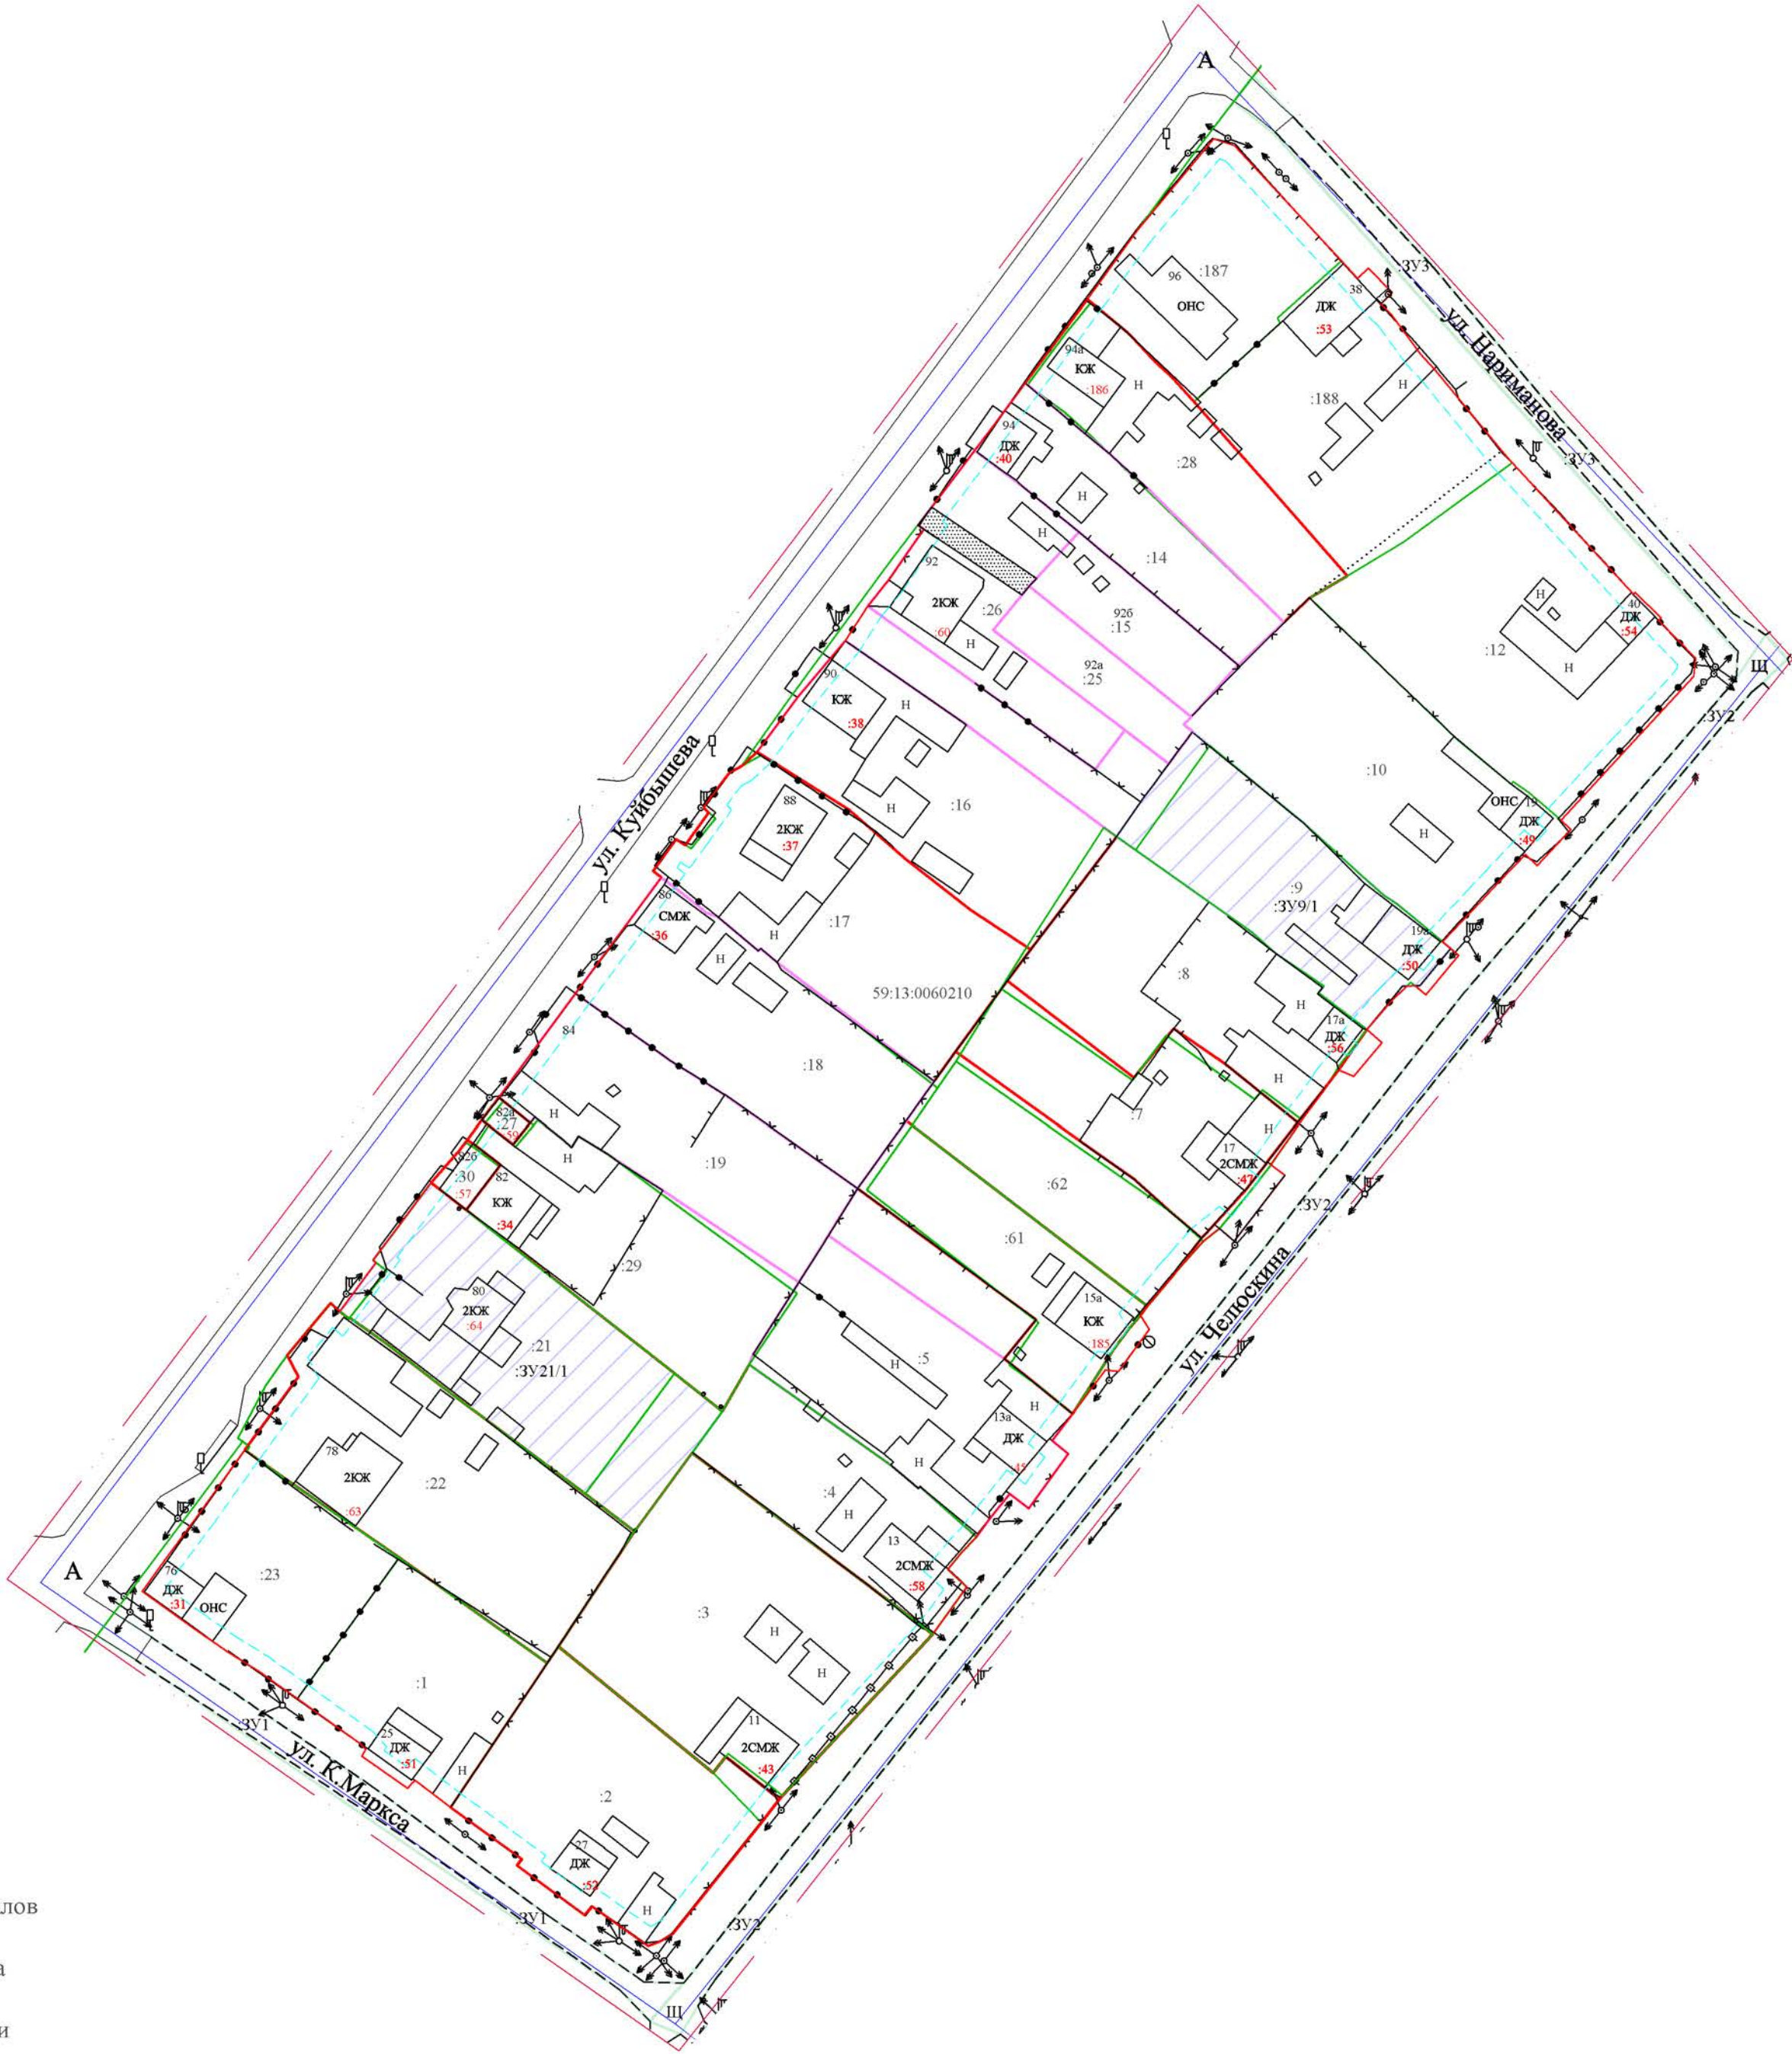 А
:ЗУ3
ул. Нариманова
96
:187
ОНС
38
ДЖ
:53
94а
КЖ
:186
Н
Н
:188
94
ДЖ
:40
:28
:ЗУ3
Н
Н
:14
92
2КЖ
:60
:26
Н
92б
:15
92а
:25
Н
40
ДЖ
:54
:12
Н
Щ
:ЗУ2
90
КЖ
:38
Н
ул. Куйбышева
:10
88
2КЖ
:37
Н
:16
ОНС
19
ДЖ
:49
Н
86
СМЖ
:36
:9
:ЗУ9/1
:17
Н
19а
ДЖ
:50
Н
:8
59:13:0060210
Н
17а
ДЖ
:56
84
:18
Н
82а
:27
:59
Н
:7
Н
Н
82б
:30
:57
82
КЖ
:34
:19
17
2СМЖ
:47
:62
:ЗУ2
:61
:29
80
2КЖ
:64
15а
КЖ
:185
:21
:ЗУ21/1
:5
Н
ул. Челюскина
Н
13а
ДЖ
:45
78
2КЖ
:63
:22
Н
:4
Н
13
2СМЖ
:58
А
76
ДЖ
:31
ОНС
:23
:3
Н
Н
:1
:ЗУ1
25
ДЖ
:51
Н
11
2СМЖ
:43
ул. К.Маркса
:2
27
ДЖ
:52
Н
:ЗУ1
:ЗУ2
лов
а
и
Щ